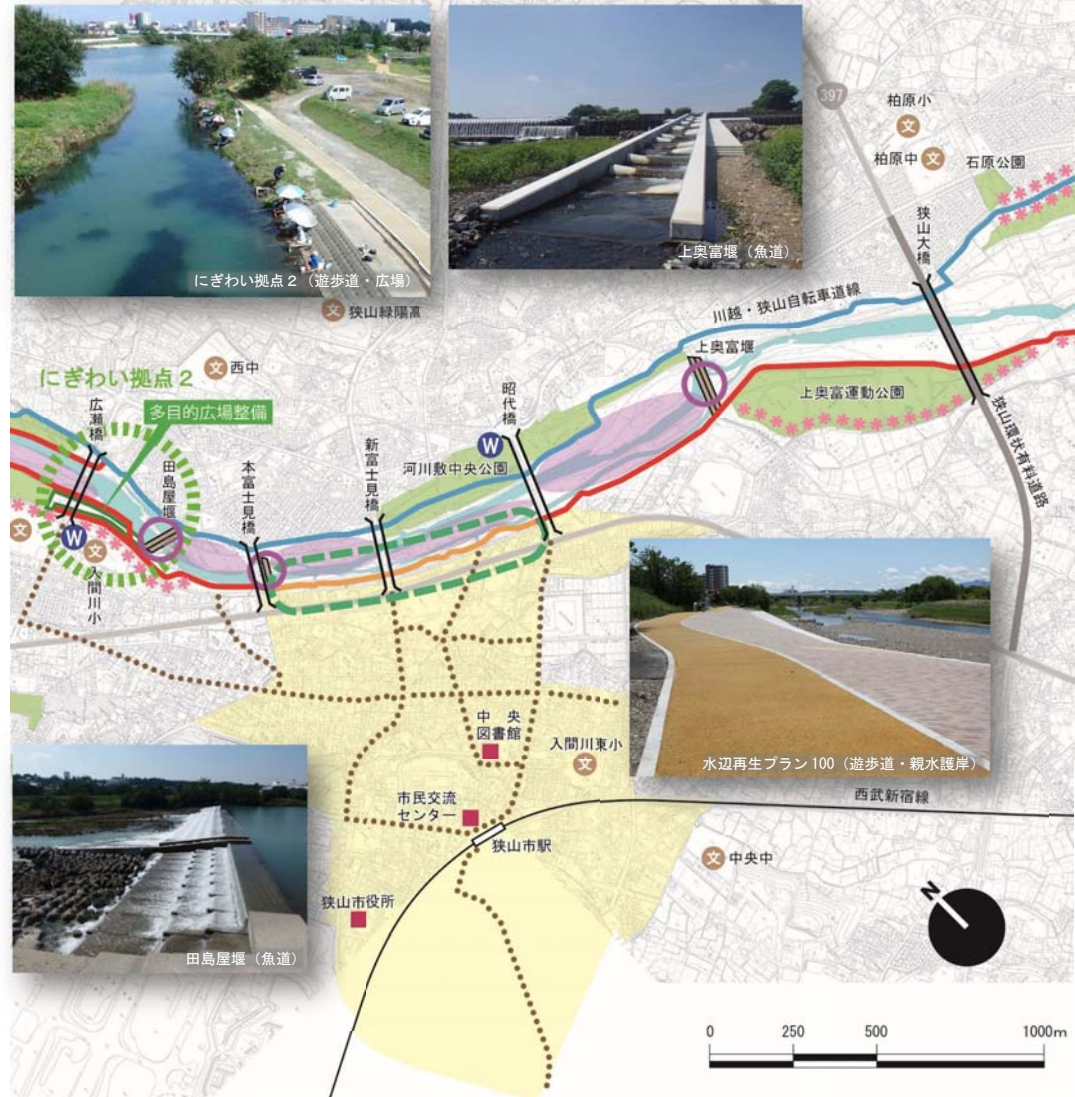 にぎわい拠点２（遊歩道・広場）
上奥富堰（魚道）
397
柏原小
文
柏原中
文
石原公園
狭山大橋
川越・狭山自転車道線
文
狭山緑陽高
上奥富堰
文
西中
にぎわい拠点２
広瀬橋
多目的広場整備
田島屋堰
本富士見橋
新富士見橋
昭代橋
W
河川敷中央公園
上奥富運動公園
狭山環状有料道路
文
W
文
入間川小
中央
図書館
入間川東小
文
水辺再生プラン100（遊歩道・親水護岸）
市民交流
センター
西武新宿線
狭山市駅
文
中央中
狭山市役所
田島屋堰（魚道）
N
0 250 500 1000m